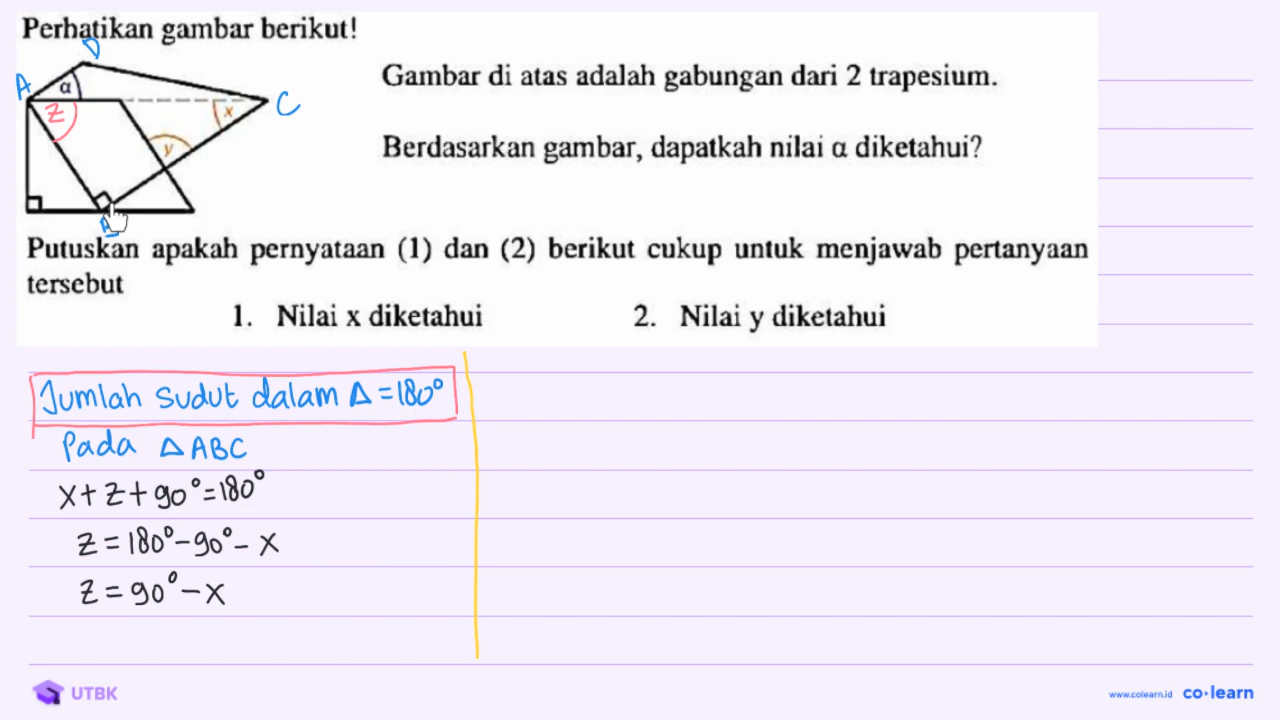 Perhatikan gambar berikut!
D
A
α
Z
x
C
y
Gambar di atas adalah gabungan dari 2 trapesium.
Berdasarkan gambar, dapatkah nilai α diketahui?
Putuskan apakah pernyataan (1) dan (2) berikut cukup untuk menjawab pertanyaan
tersebut
1. Nilai x diketahui 2. Nilai y diketahui
Jumlah sudut dalam Δ = 180°
Pada Δ ABC
x + z + 90° = 180°
z = 180° - 90° - x
z = 90° - x
UTBK
www.colearn.id co·learn